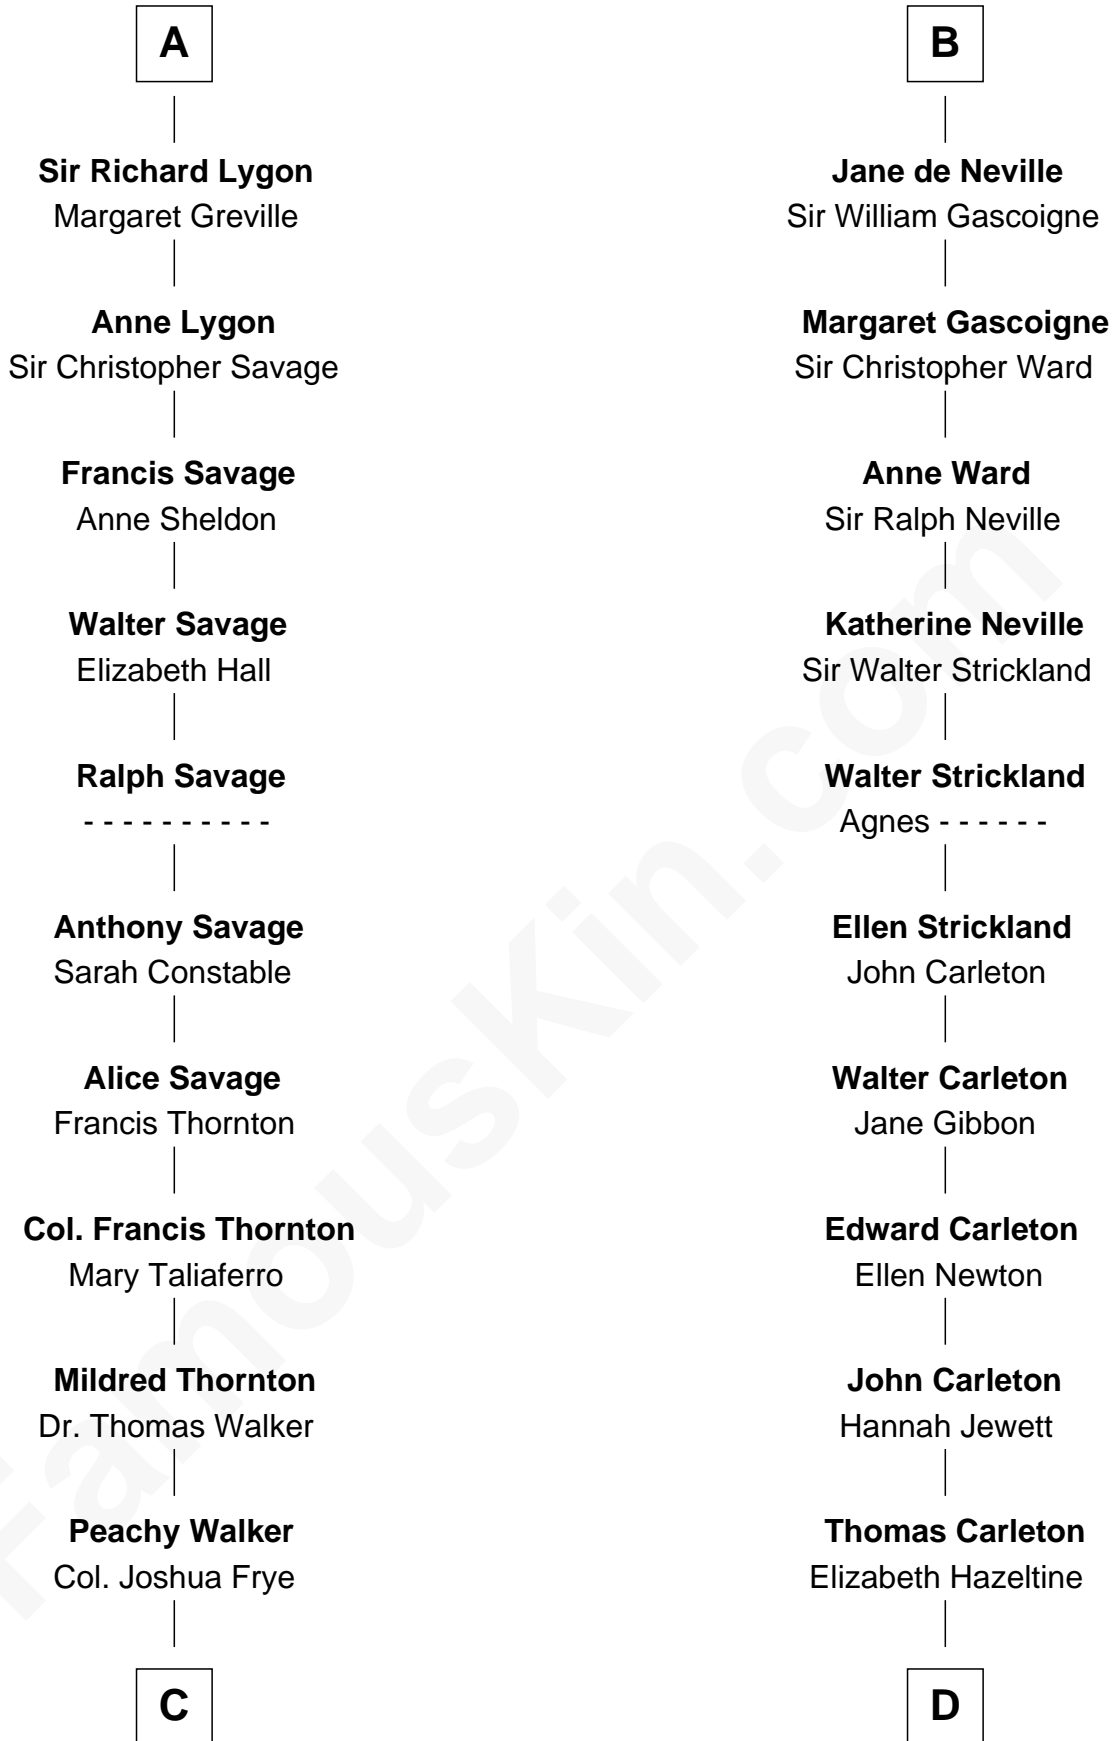 A
Sir Richard Lygon
Margaret Greville
Anne Lygon
Sir Christopher Savage
Francis Savage
Anne Sheldon
Walter Savage
Elizabeth Hall
Ralph Savage
- - - - - - - - - -
Anthony Savage
Sarah Constable
Alice Savage
Francis Thornton
Col. Francis Thornton
Mary Taliaferro
Mildred Thornton
Dr. Thomas Walker
Peachy Walker
Col. Joshua Frye
C
B
Jane de Neville
Sir William Gascoigne
Margaret Gascoigne
Sir Christopher Ward
Anne Ward
Sir Ralph Neville
Katherine Neville
Sir Walter Strickland
Walter Strickland
Agnes - - - - - -
Ellen Strickland
John Carleton
Walter Carleton
Jane Gibbon
Edward Carleton
Ellen Newton
John Carleton
Hannah Jewett
Thomas Carleton
Elizabeth Hazeltine
D
FamousKin.com